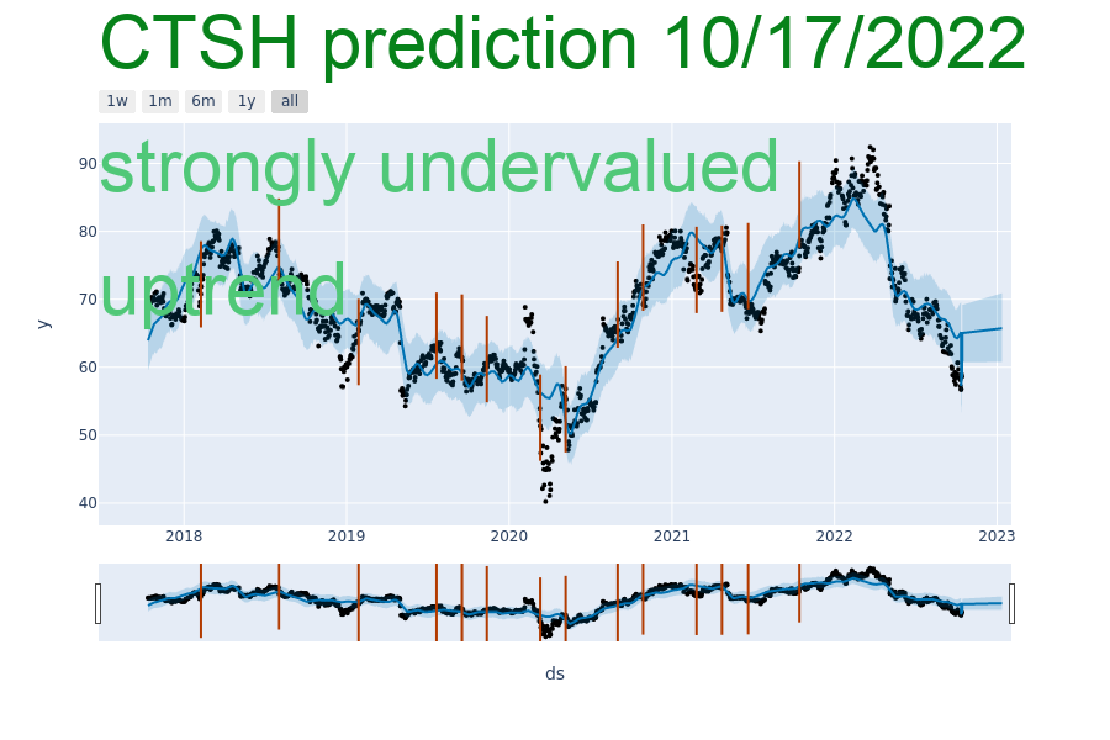 CTSH prediction 10/17/2022
1w 1m 6m 1y all
strongly undervalued
uptrend
90
80
70
60
50
40
y
2018 2019 2020 2021 2022 2023
ds